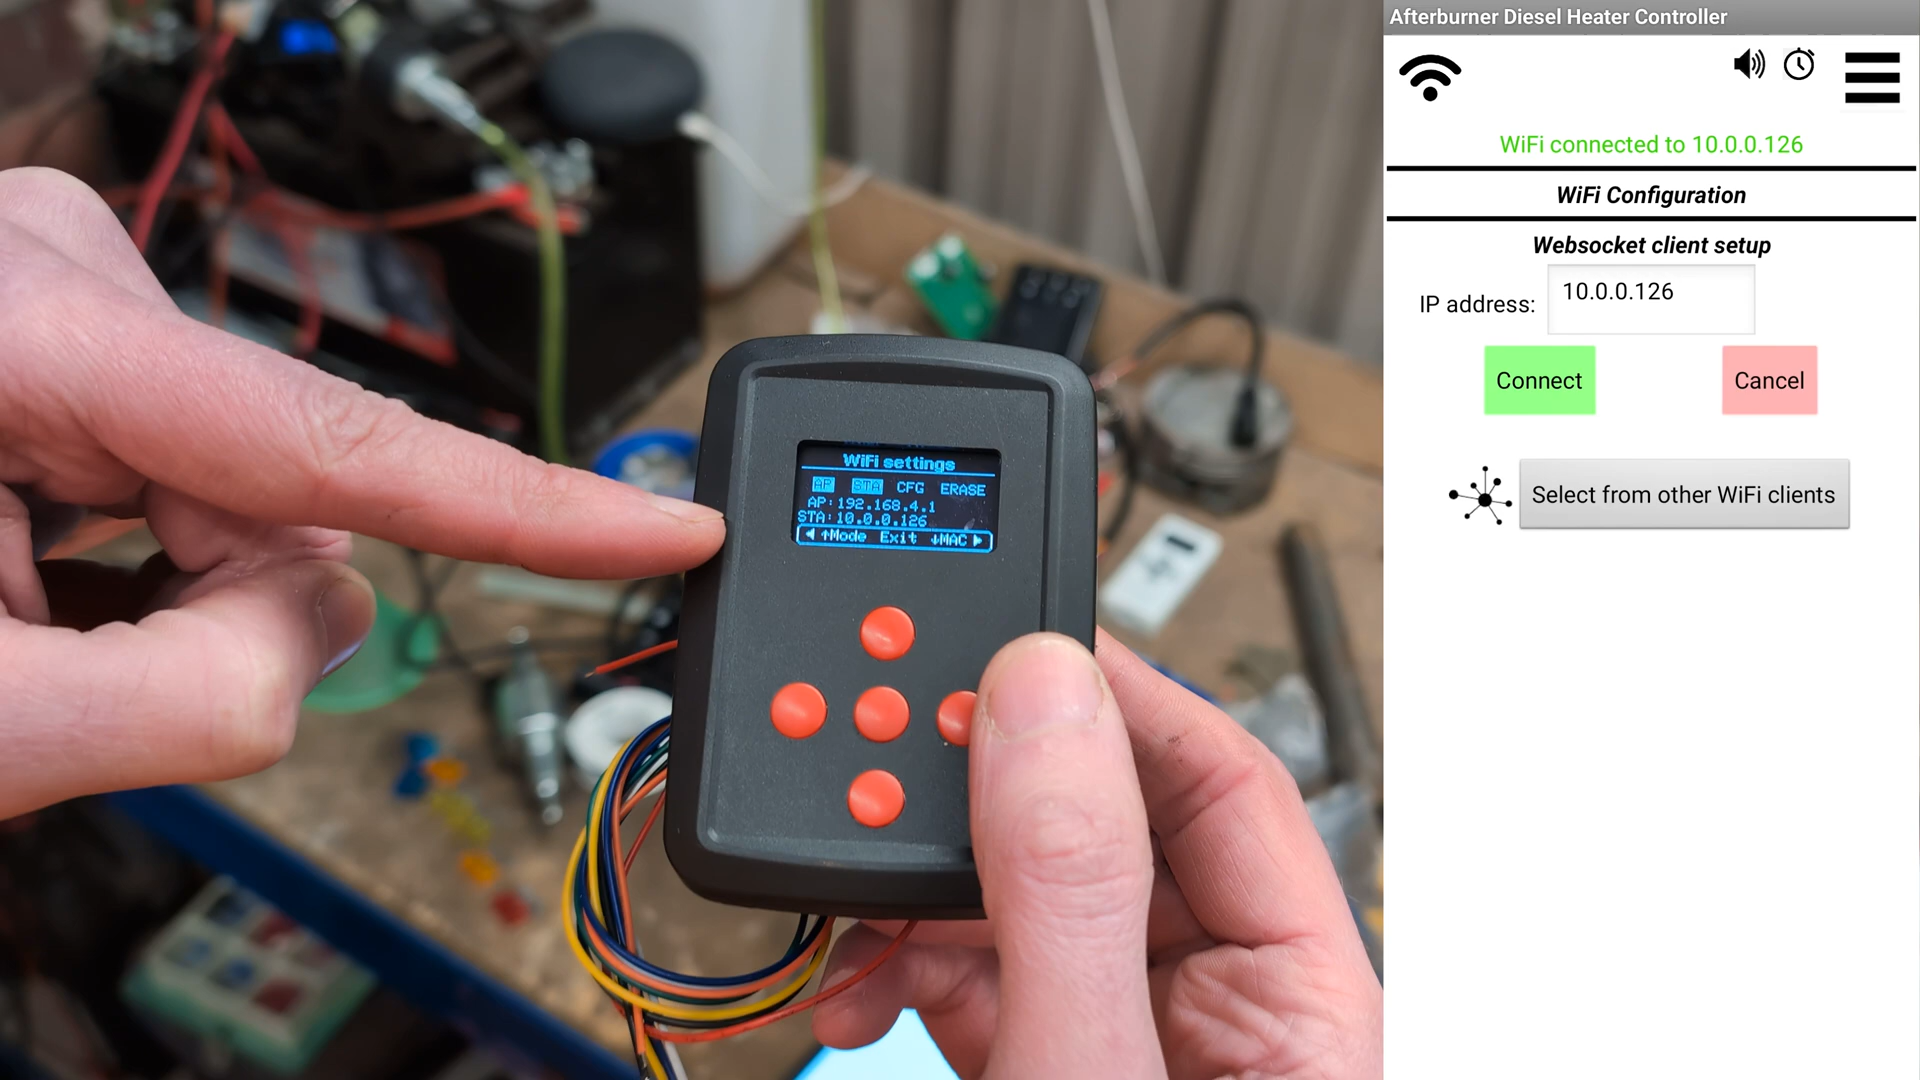 WiFi settings
AP STA CFG ERASE
AP:192.168.4.1
STA:10.0.0.126
◄ ↑Mode Exit ↓MAC ►
Afterburner Diesel Heater Controller
WiFi connected to 10.0.0.126
WiFi Configuration
Websocket client setup
IP address: 10.0.0.126
Connect Cancel
Select from other WiFi clients